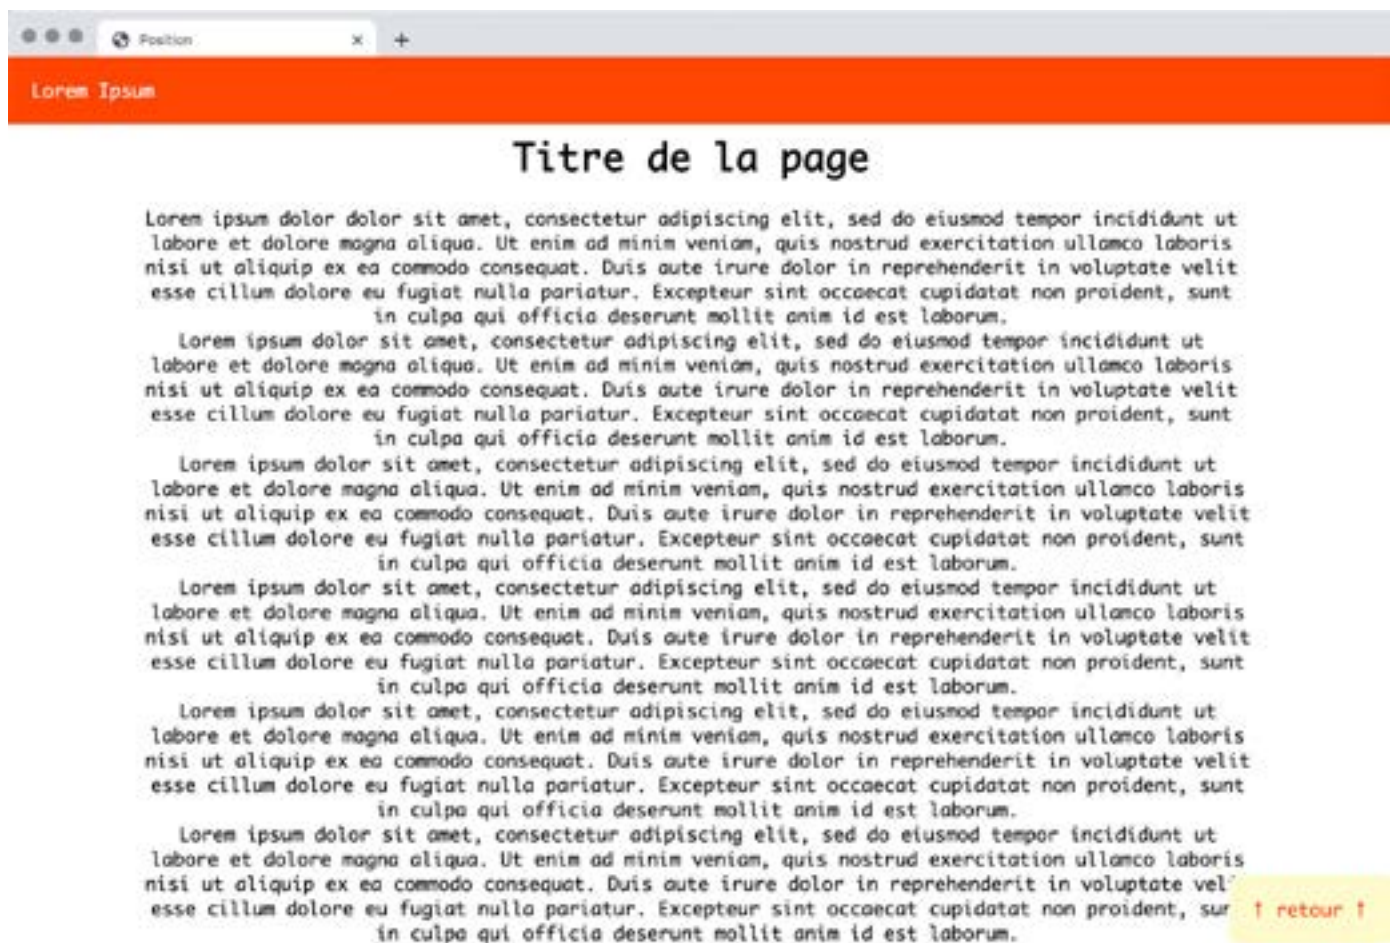 Position
Lorem Ipsum
Titre de la page
Lorem ipsum dolor dolor sit amet, consectetur adipiscing elit, sed do eiusmod tempor incididunt ut
labore et dolore magna aliqua. Ut enim ad minim veniam, quis nostrud exercitation ullamco laboris
nisi ut aliquip ex ea commodo consequat. Duis aute irure dolor in reprehenderit in voluptate velit
esse cillum dolore eu fugiat nulla pariatur. Excepteur sint occaecat cupidatat non proident, sunt
in culpa qui officia deserunt mollit anim id est laborum.
Lorem ipsum dolor sit amet, consectetur adipiscing elit, sed do eiusmod tempor incididunt ut
labore et dolore magna aliqua. Ut enim ad minim veniam, quis nostrud exercitation ullamco laboris
nisi ut aliquip ex ea commodo consequat. Duis aute irure dolor in reprehenderit in voluptate velit
esse cillum dolore eu fugiat nulla pariatur. Excepteur sint occaecat cupidatat non proident, sunt
in culpa qui officia deserunt mollit anim id est laborum.
Lorem ipsum dolor sit amet, consectetur adipiscing elit, sed do eiusmod tempor incididunt ut
labore et dolore magna aliqua. Ut enim ad minim veniam, quis nostrud exercitation ullamco laboris
nisi ut aliquip ex ea commodo consequat. Duis aute irure dolor in reprehenderit in voluptate velit
esse cillum dolore eu fugiat nulla pariatur. Excepteur sint occaecat cupidatat non proident, sunt
in culpa qui officia deserunt mollit anim id est laborum.
Lorem ipsum dolor sit amet, consectetur adipiscing elit, sed do eiusmod tempor incididunt ut
labore et dolore magna aliqua. Ut enim ad minim veniam, quis nostrud exercitation ullamco laboris
nisi ut aliquip ex ea commodo consequat. Duis aute irure dolor in reprehenderit in voluptate velit
esse cillum dolore eu fugiat nulla pariatur. Excepteur sint occaecat cupidatat non proident, sunt
in culpa qui officia deserunt mollit anim id est laborum.
Lorem ipsum dolor sit amet, consectetur adipiscing elit, sed do eiusmod tempor incididunt ut
labore et dolore magna aliqua. Ut enim ad minim veniam, quis nostrud exercitation ullamco laboris
nisi ut aliquip ex ea commodo consequat. Duis aute irure dolor in reprehenderit in voluptate velit
esse cillum dolore eu fugiat nulla pariatur. Excepteur sint occaecat cupidatat non proident, sunt
in culpa qui officia deserunt mollit anim id est laborum.
Lorem ipsum dolor sit amet, consectetur adipiscing elit, sed do eiusmod tempor incididunt ut
labore et dolore magna aliqua. Ut enim ad minim veniam, quis nostrud exercitation ullamco laboris
nisi ut aliquip ex ea commodo consequat. Duis aute irure dolor in reprehenderit in voluptate
esse cillum dolore eu fugiat nulla pariatur. Excepteur sint occaecat cupidatat non proident,
in culpa qui officia deserunt mollit anim id est laborum.
↑ retour ↑